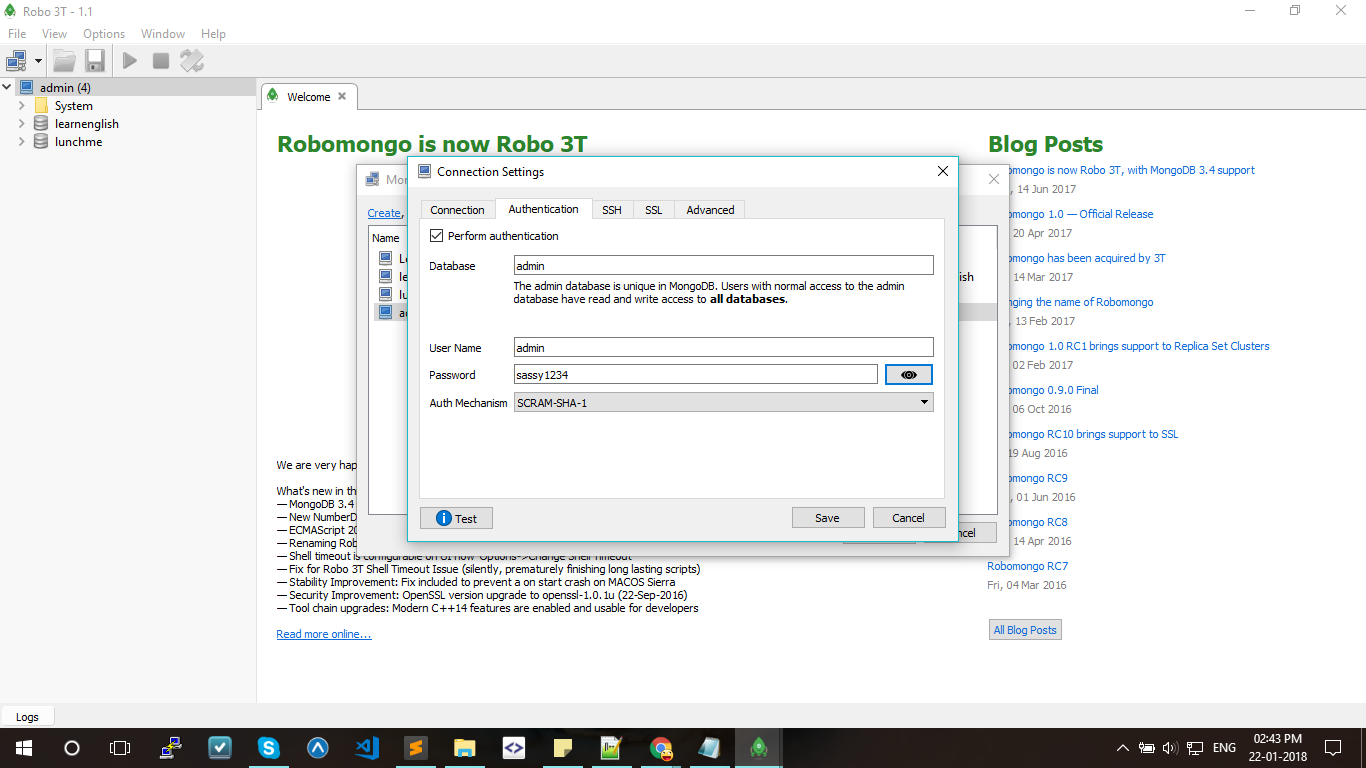 Robo 3T - 1.1
File View Options Window Help
admin (4)
System
learnenglish
lunchme
Welcome
Robomongo is now Robo 3T
Blog Posts
omongo is now Robo 3T, with MongoDB 3.4 support
, 14 Jun 2017
omongo 1.0 — Official Release
20 Apr 2017
omongo has been acquired by 3T
14 Mar 2017
nging the name of Robomongo
, 13 Feb 2017
omongo 1.0 RC1 brings support to Replica Set Clusters
02 Feb 2017
omongo 0.9.0 Final
06 Oct 2016
omongo RC10 brings support to SSL
19 Aug 2016
omongo RC9
, 01 Jun 2016
omongo RC8
14 Apr 2016
Robomongo RC7
Fri, 04 Mar 2016
All Blog Posts
Mon
Create,
Name
le
lu
ish
ncel
Connection Settings
Connection Authentication SSH SSL Advanced
Perform authentication
Database admin
The admin database is unique in MongoDB. Users with normal access to the admin
database have read and write access to all databases.
User Name admin
Password sassy1234
Auth Mechanism SCRAM-SHA-1
Test Save Cancel
We are very hap
What's new in th
— MongoDB 3.4
— New NumberD
— ECMAScript 20
— Renaming Rob
— Shell timeout is configurable on UI now 'Options->Change Shell Timeout'
— Fix for Robo 3T Shell Timeout Issue (silently, prematurely finishing long lasting scripts)
— Stability Improvement: Fix included to prevent a on start crash on MACOS Sierra
— Security Improvement: OpenSSL version upgrade to openssl-1.0.1u (22-Sep-2016)
— Tool chain upgrades: Modern C++14 features are enabled and usable for developers
Read more online...
Logs
ENG
02:43 PM
22-01-2018